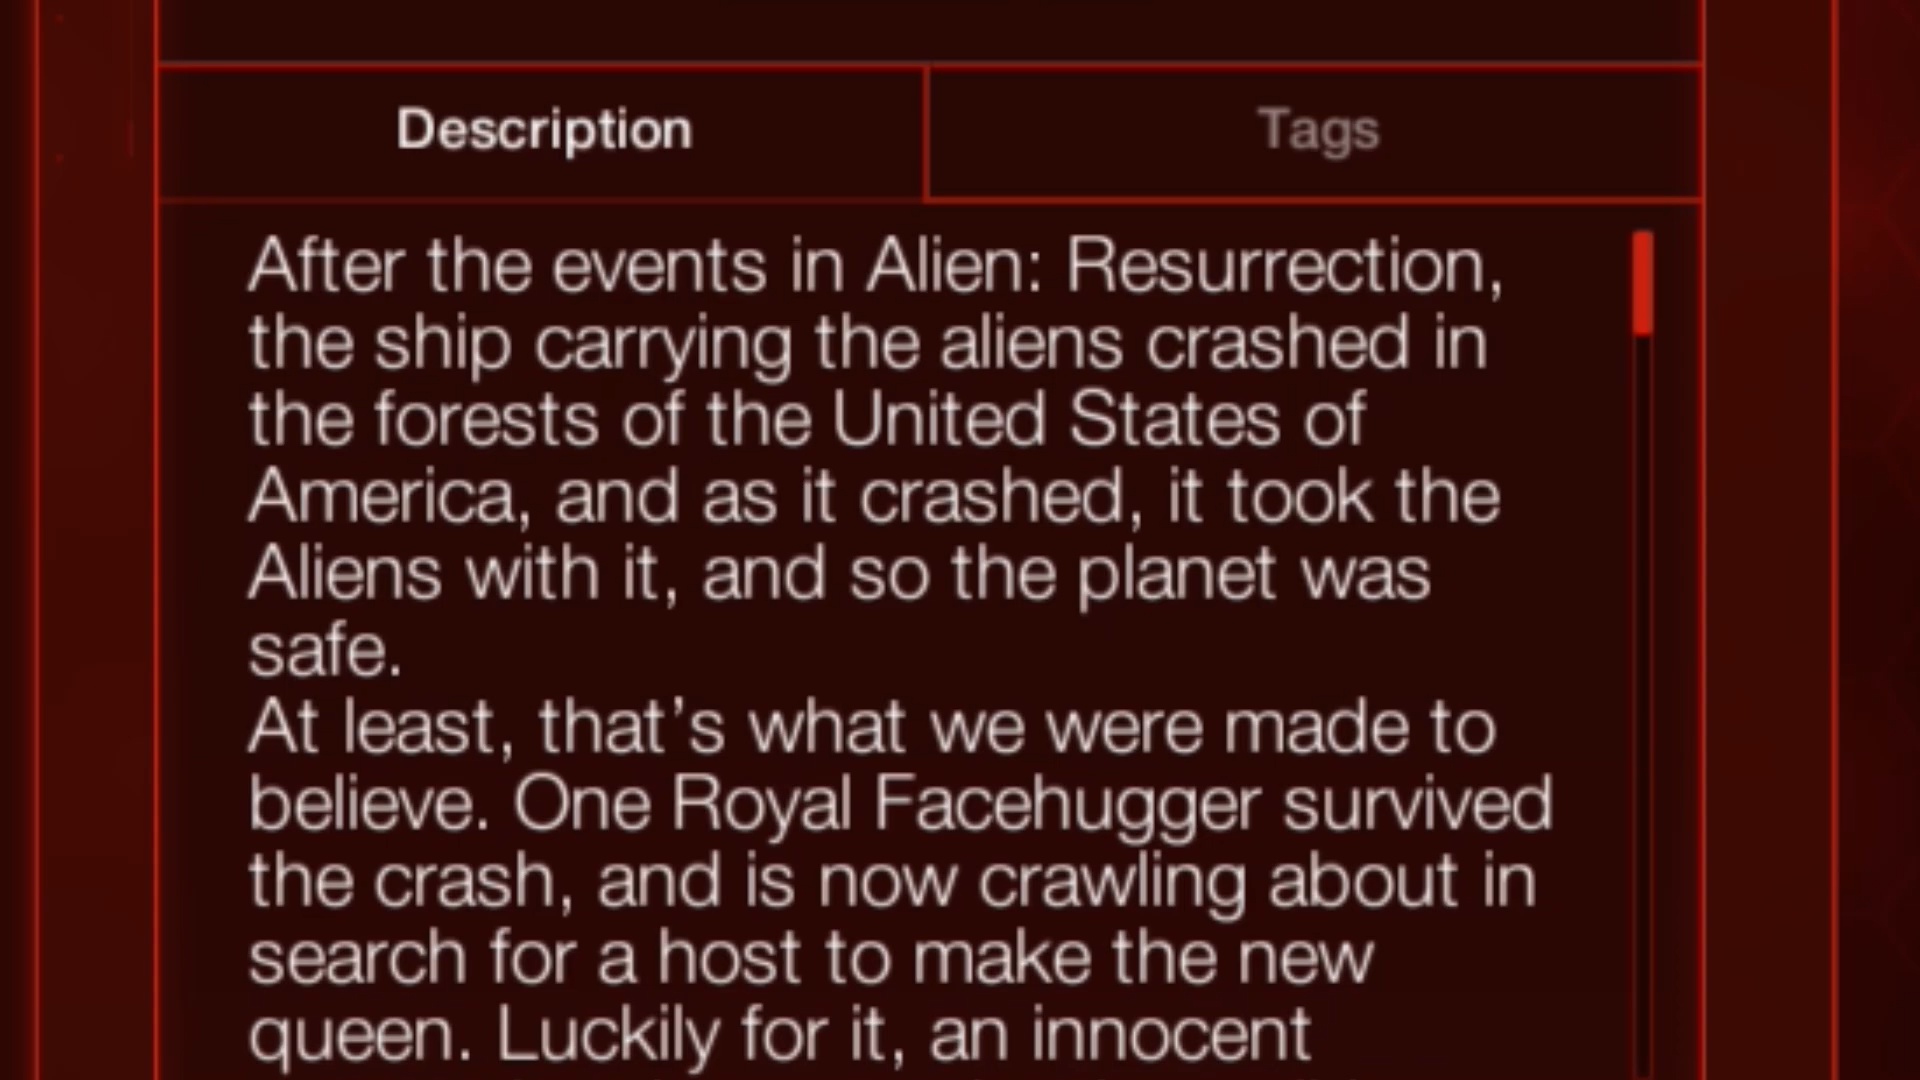 Description
Tags
After the events in Alien: Resurrection,
the ship carrying the aliens crashed in
the forests of the United States of
America, and as it crashed, it took the
Aliens with it, and so the planet was
safe.
At least, that’s what we were made to
believe. One Royal Facehugger survived
the crash, and is now crawling about in
search for a host to make the new
queen. Luckily for it, an innocent